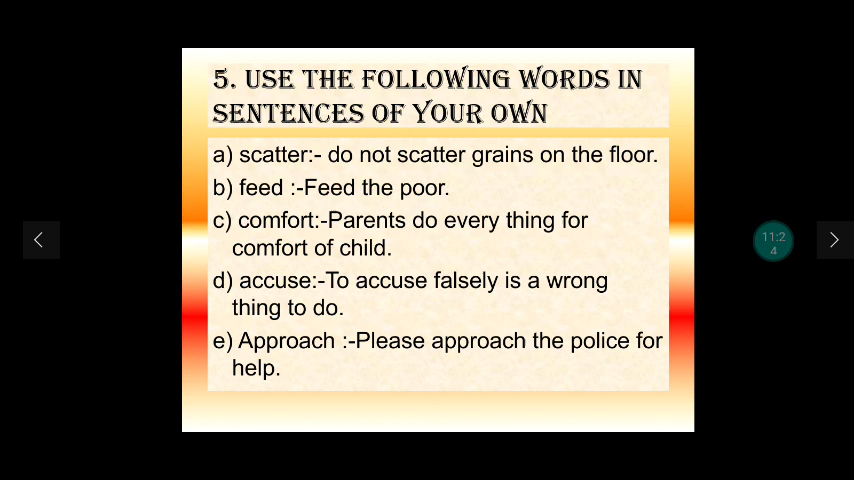 5. USE THE FOLLOWING WORDS IN
SENTENCES OF YOUR OWN
a) scatter:- do not scatter grains on the floor.
b) feed :-Feed the poor.
c) comfort:-Parents do every thing for
comfort of child.
d) accuse:-To accuse falsely is a wrong
thing to do.
e) Approach :-Please approach the police for
help.
11:2
4